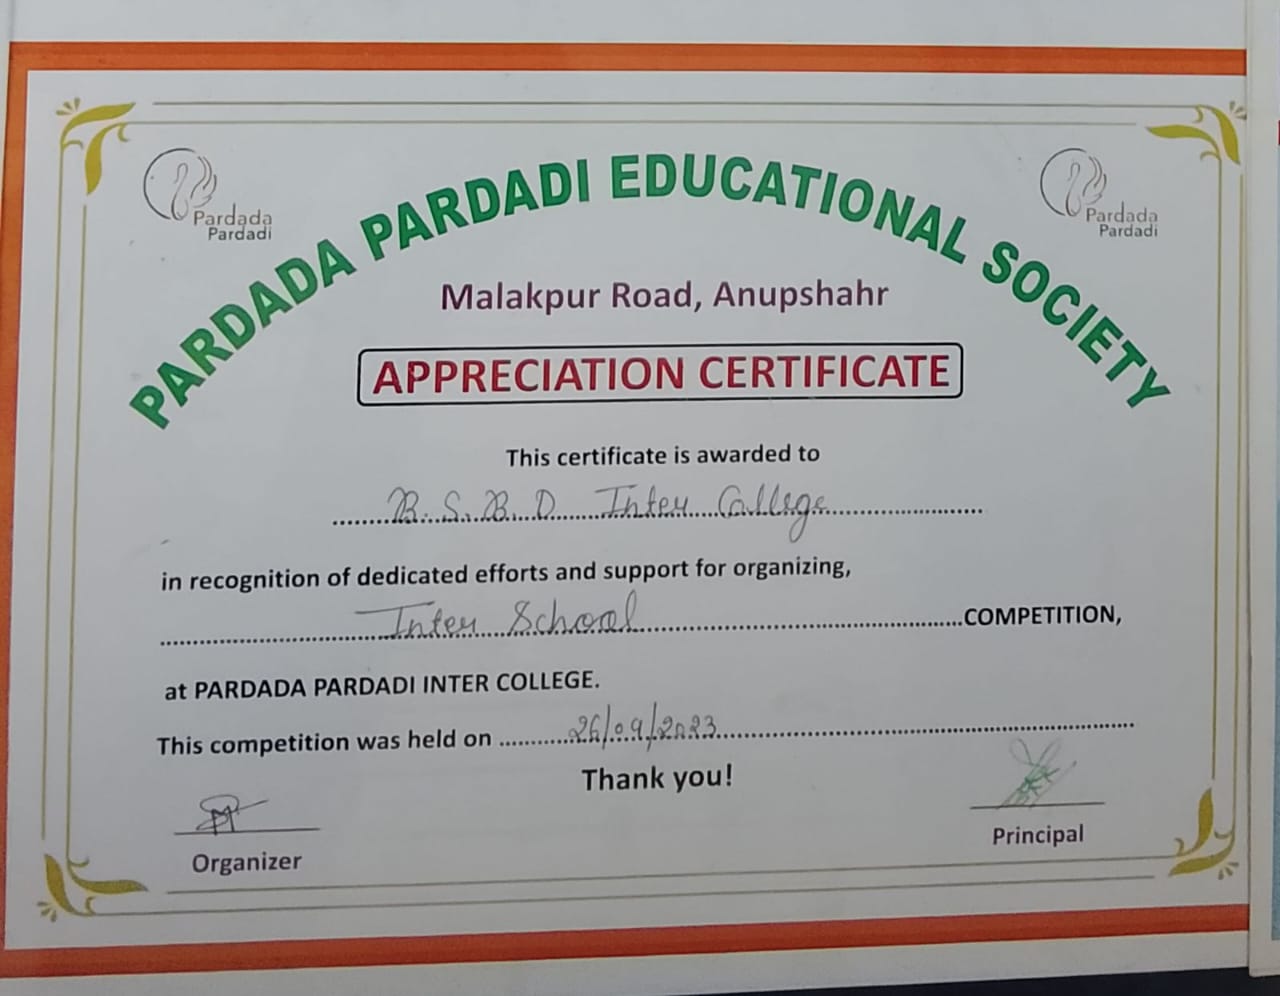 PARDADA PARDADI EDUCATIONAL SOCIETY
Pardada
Pardadi
Pardada
Pardadi
Malakpur Road, Anupshahr
APPRECIATION CERTIFICATE
This certificate is awarded to
B.S.B.D Inter College
in recognition of dedicated efforts and support for organizing,
Inter School COMPETITION,
at PARDADA PARDADI INTER COLLEGE.
This competition was held on 26/09/2023
Thank you!
Organizer
Principal